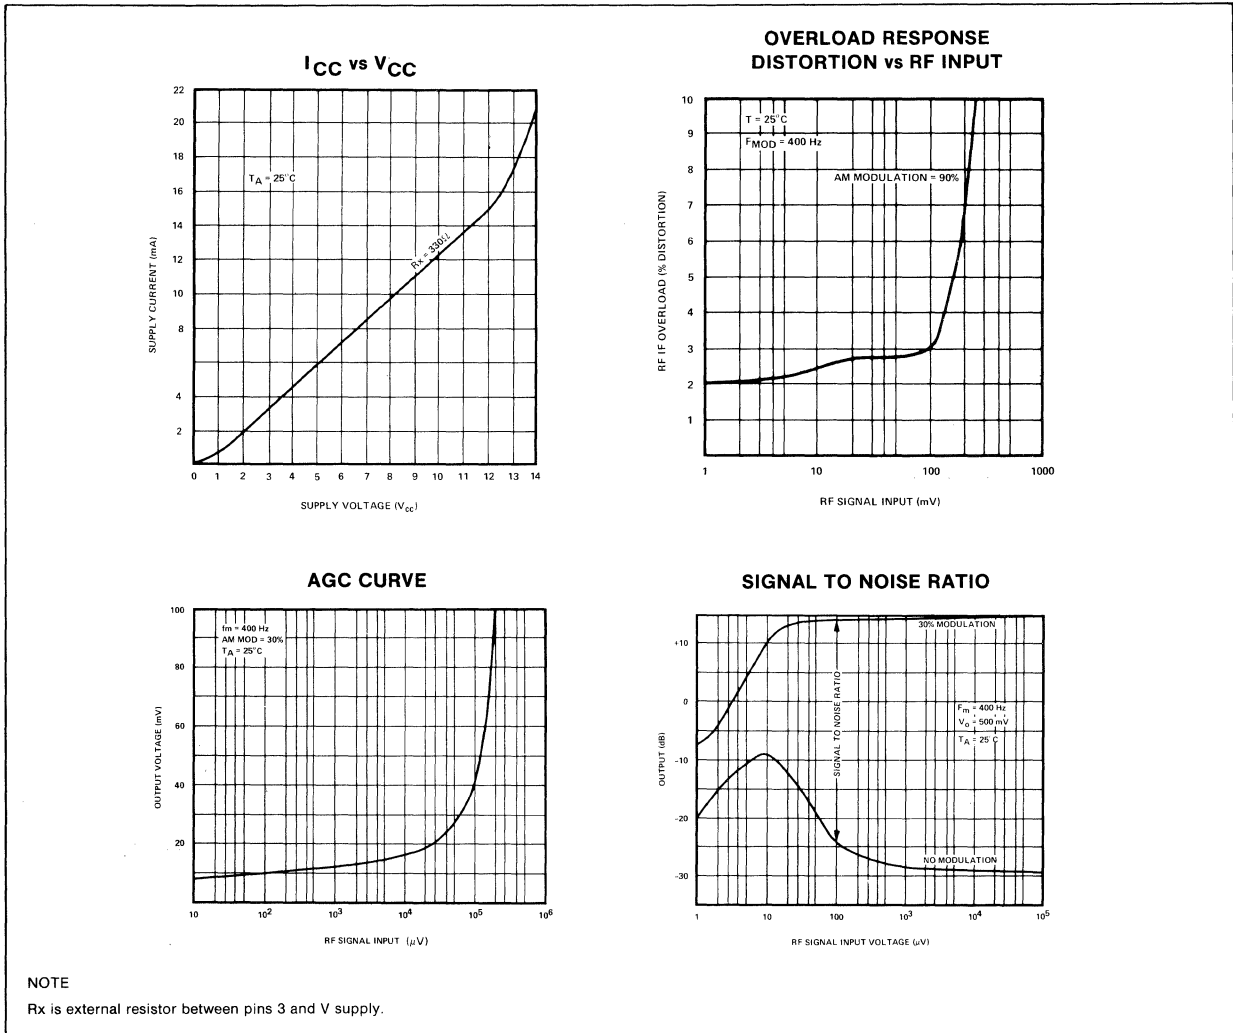 I CC vs VCC
22
20
18
16
14
12
10
8
4
2
0 1 2 3 4 5 6 7 8 9 10 11 12 13 14
TA = 25°C
Rx = 330Ω
SUPPLY CURRENT (mA)
SUPPLY VOLTAGE (Vcc)
OVERLOAD RESPONSE
DISTORTION vs RF INPUT
10
9
8
7
6
5
4
3
2
1
1 10 100 1000
T = 25°C
FMOD = 400 Hz
AM MODULATION = 90%
RF IF OVERLOAD (% DISTORTION)
RF SIGNAL INPUT (mV)
AGC CURVE
100
80
60
40
20
10 10² 10³ 10⁴ 10⁵ 10⁶
fm = 400 Hz
AM MOD = 30%
TA = 25°C
OUTPUT VOLTAGE (mV)
RF SIGNAL INPUT (μV)
SIGNAL TO NOISE RATIO
+10
0
-10
-20
-30
1 10 100 10³ 10⁴ 10⁵
30% MODULATION
SIGNAL TO NOISE RATIO
Fm = 400 Hz
Vo = 500 mV
TA = 25°C
NO MODULATION
OUTPUT (dB)
RF SIGNAL INPUT VOLTAGE (μV)
NOTE
Rx is external resistor between pins 3 and V supply.